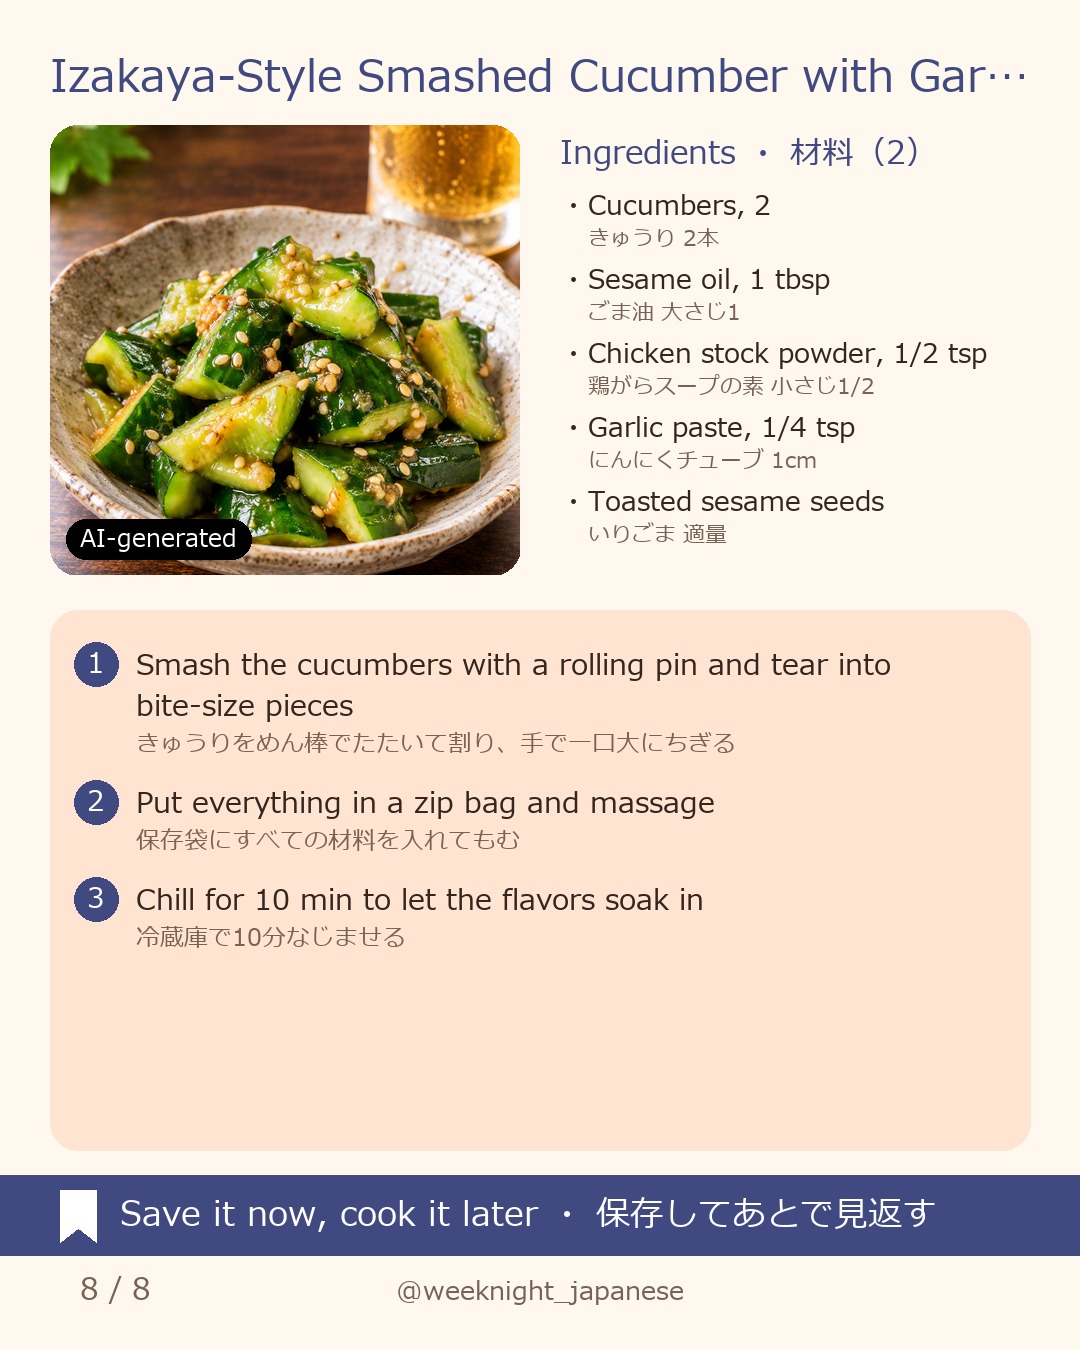 Izakaya-Style Smashed Cucumber with Gar…
Ingredients ・ 材料（2）
・Cucumbers, 2
きゅうり 2本
・Sesame oil, 1 tbsp
ごま油 大さじ1
・Chicken stock powder, 1/2 tsp
鶏がらスープの素 小さじ1/2
・Garlic paste, 1/4 tsp
にんにくチューブ 1cm
・Toasted sesame seeds
いりごま 適量
AI-generated
1 Smash the cucumbers with a rolling pin and tear into
bite-size pieces
きゅうりをめん棒でたたいて割り、手で一口大にちぎる
2 Put everything in a zip bag and massage
保存袋にすべての材料を入れてもむ
3 Chill for 10 min to let the flavors soak in
冷蔵庫で10分なじませる
Save it now, cook it later ・ 保存してあとで見返す
8 / 8
@weeknight_japanese